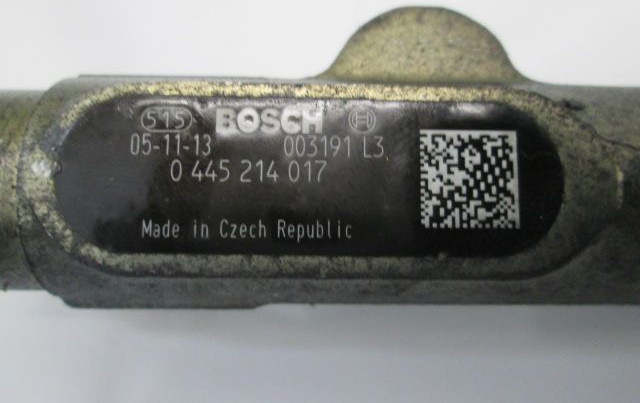 515 BOSCH
05-11-13 003191 L3
0 445 214 017
Made in Czech Republic